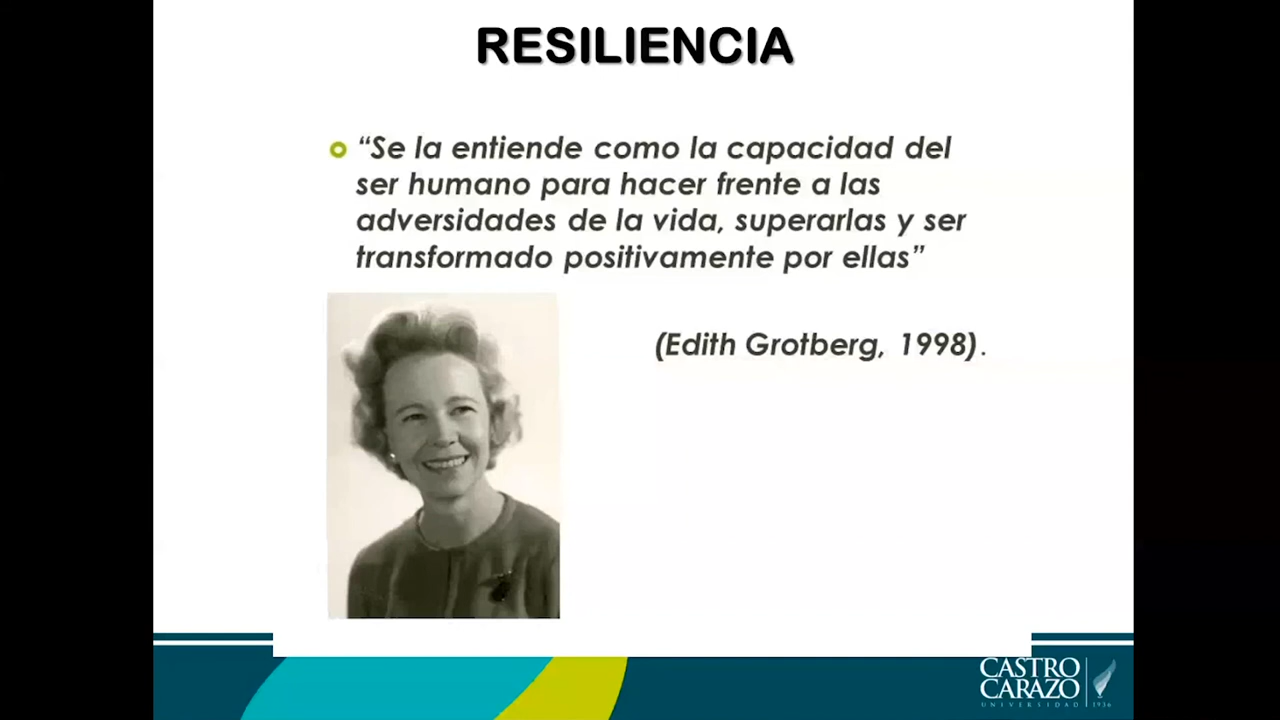 RESILIENCIA
“Se la entiende como la capacidad del
ser humano para hacer frente a las
adversidades de la vida, superarlas y ser
transformado positivamente por ellas”
(Edith Grotberg, 1998).
CASTRO
CARAZO
UNIVERSIDAD 1936